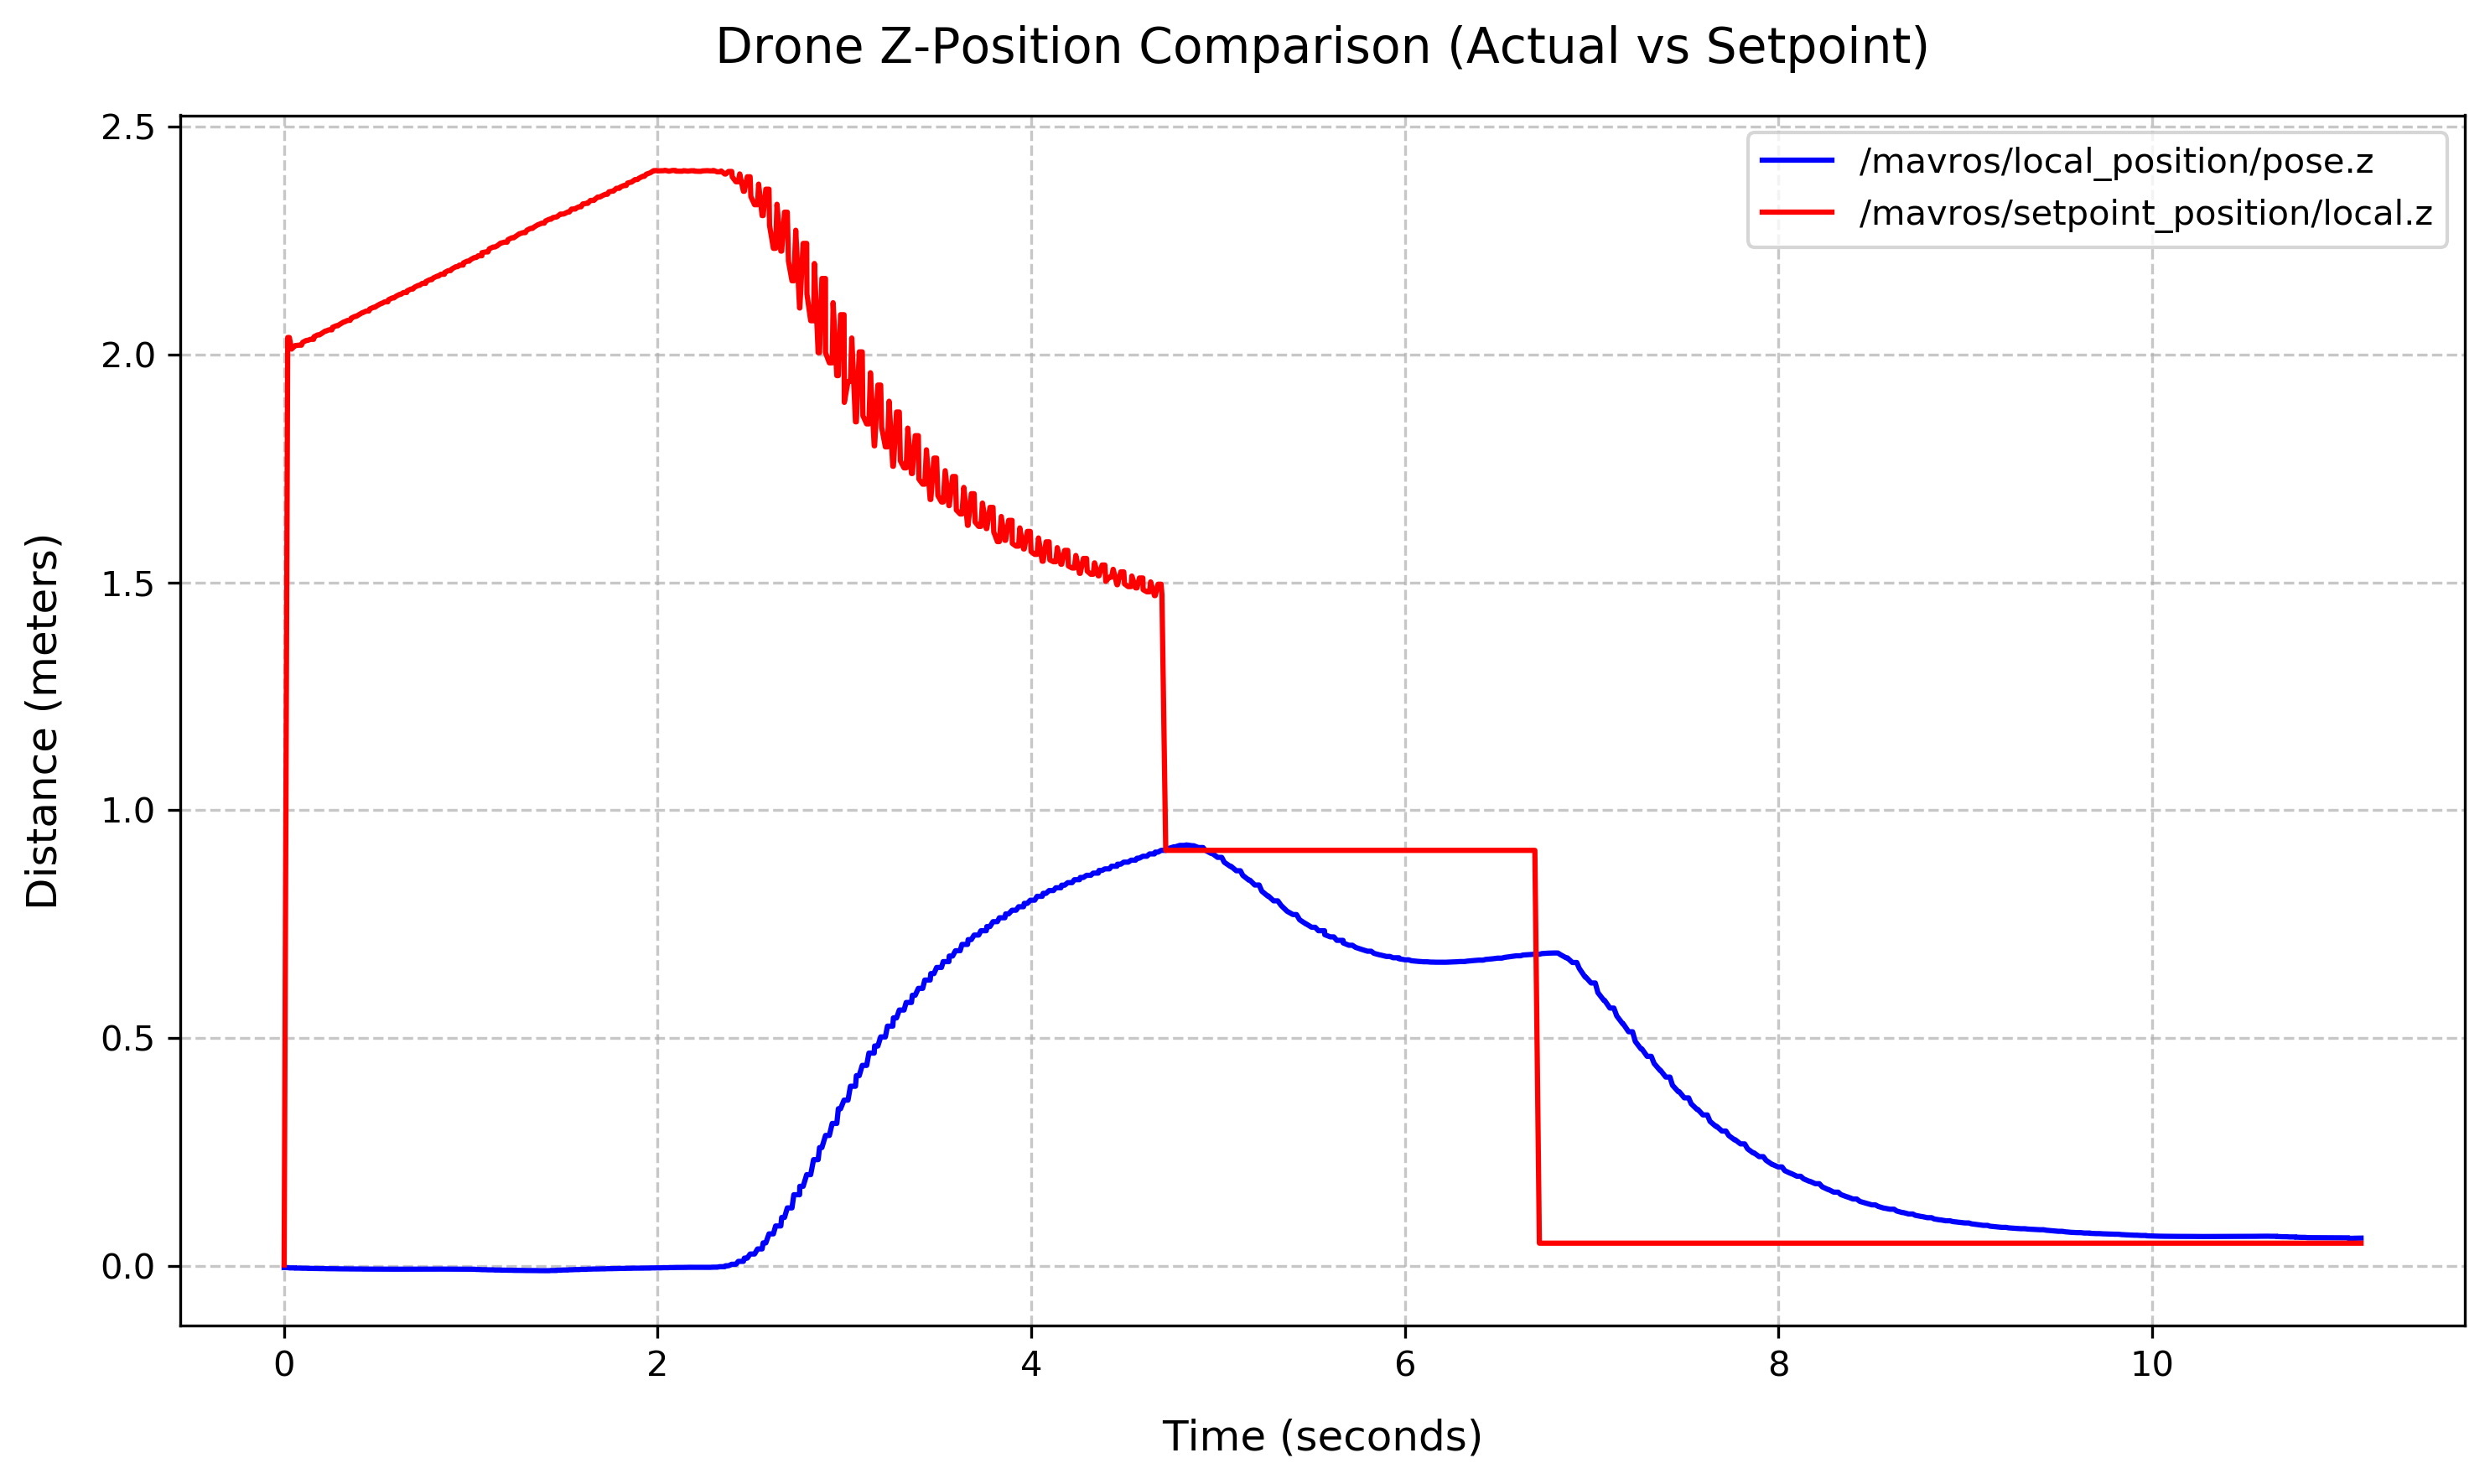 Drone Z-Position Comparison (Actual vs Setpoint)
/mavros/local_position/pose.z
/mavros/setpoint_position/local.z
Distance (meters)
2.5
2.0
1.5
1.0
0.5
0.0
0 2 4 6 8 10
Time (seconds)